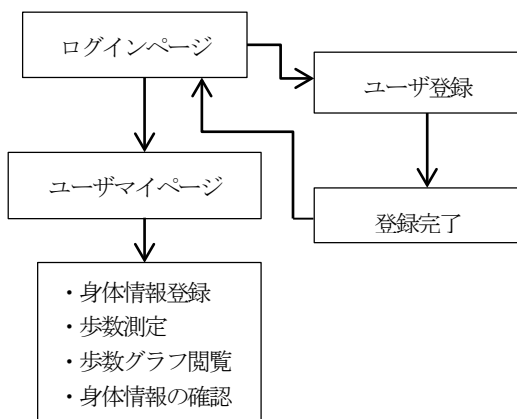 ログインページ
ユーザ登録
ユーザマイページ
登録完了
・身体情報登録
・歩数測定
・歩数グラフ閲覧
・身体情報の確認